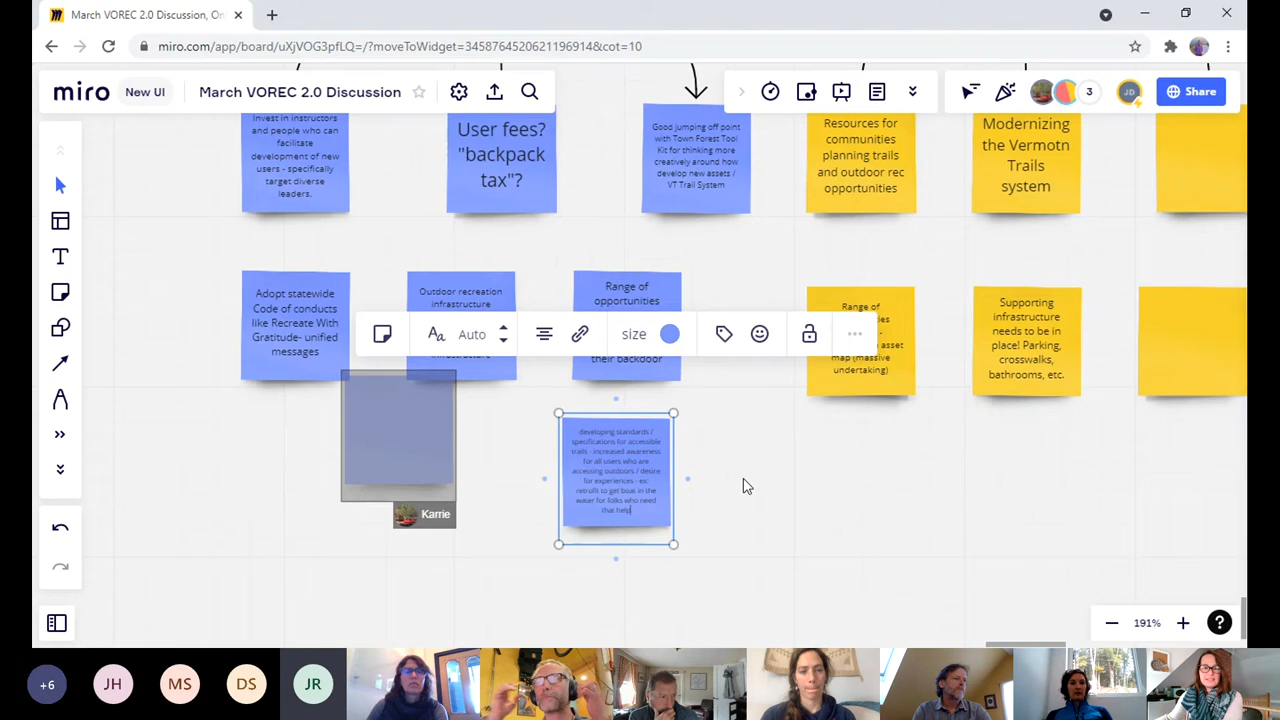 March VOREC 2.0 Discussion, On
miro.com/app/board/uXjVOG3pfLQ=/?moveToWidget=3458764520621196914&cot=10
miro
New UI
March VOREC 2.0 Discussion
3
JD
Share
Invest in instructors
and people who can
facilitate
development of new
users - specifically
target diverse
leaders.
User fees?
"backpack
tax"?
Good jumping off point
with Town Forest Tool
Kit for thinking more
creatively around how
develop new assets /
VT Trail System
Resources for
communities
planning trails
and outdoor rec
opportunities
Modernizing
the Vermotn
Trails
system
Adopt statewide
Code of conducts
like Recreate With
Gratitude- unified
messages
Outdoor recreation
infrastructure
Range of
opportunities
their backdoor
Auto
size
Range of
asset
map (massive
undertaking)
Supporting
infrastructure
needs to be in
place! Parking,
crosswalks,
bathrooms, etc.
developing standards /
specifications for accessible
trails - increased awareness
for all users who are
accessing outdoors / desire
for experiences - ex:
retrofit to get boat in the
water for folks who need
that help
Karrie
191%
?
+6
JH
MS
DS
JR